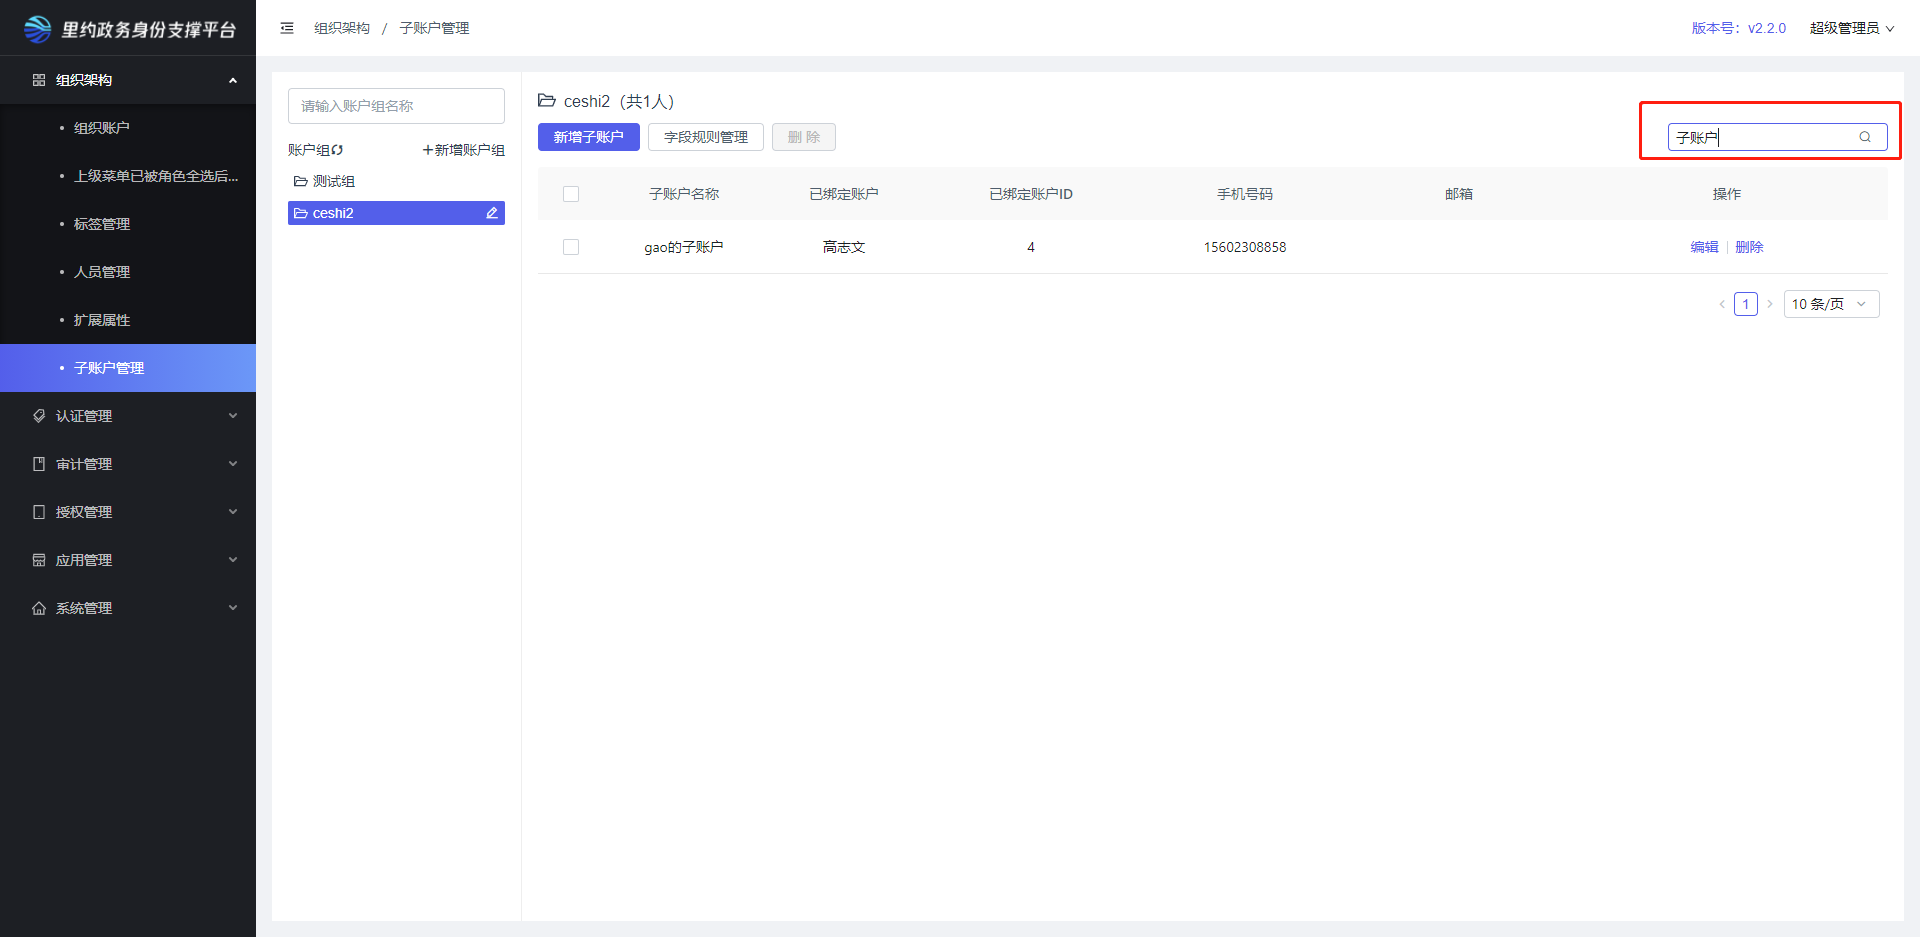 里约政务身份支撑平台
组织架构 / 子账户管理
版本号：v2.2.0
超级管理员
组织架构
组织账户
上级菜单已被角色全选后...
标签管理
人员管理
扩展属性
子账户管理
认证管理
审计管理
授权管理
应用管理
系统管理
请输入账户组名称
账户组
+新增账户组
测试组
ceshi2
ceshi2（共1人）
新增子账户
字段规则管理
删 除
子账户
子账户名称 已绑定账户 已绑定账户ID 手机号码 邮箱 操作
gao的子账户 高志文 4 15602308858 编辑 | 删除
< 1 > 10 条/页